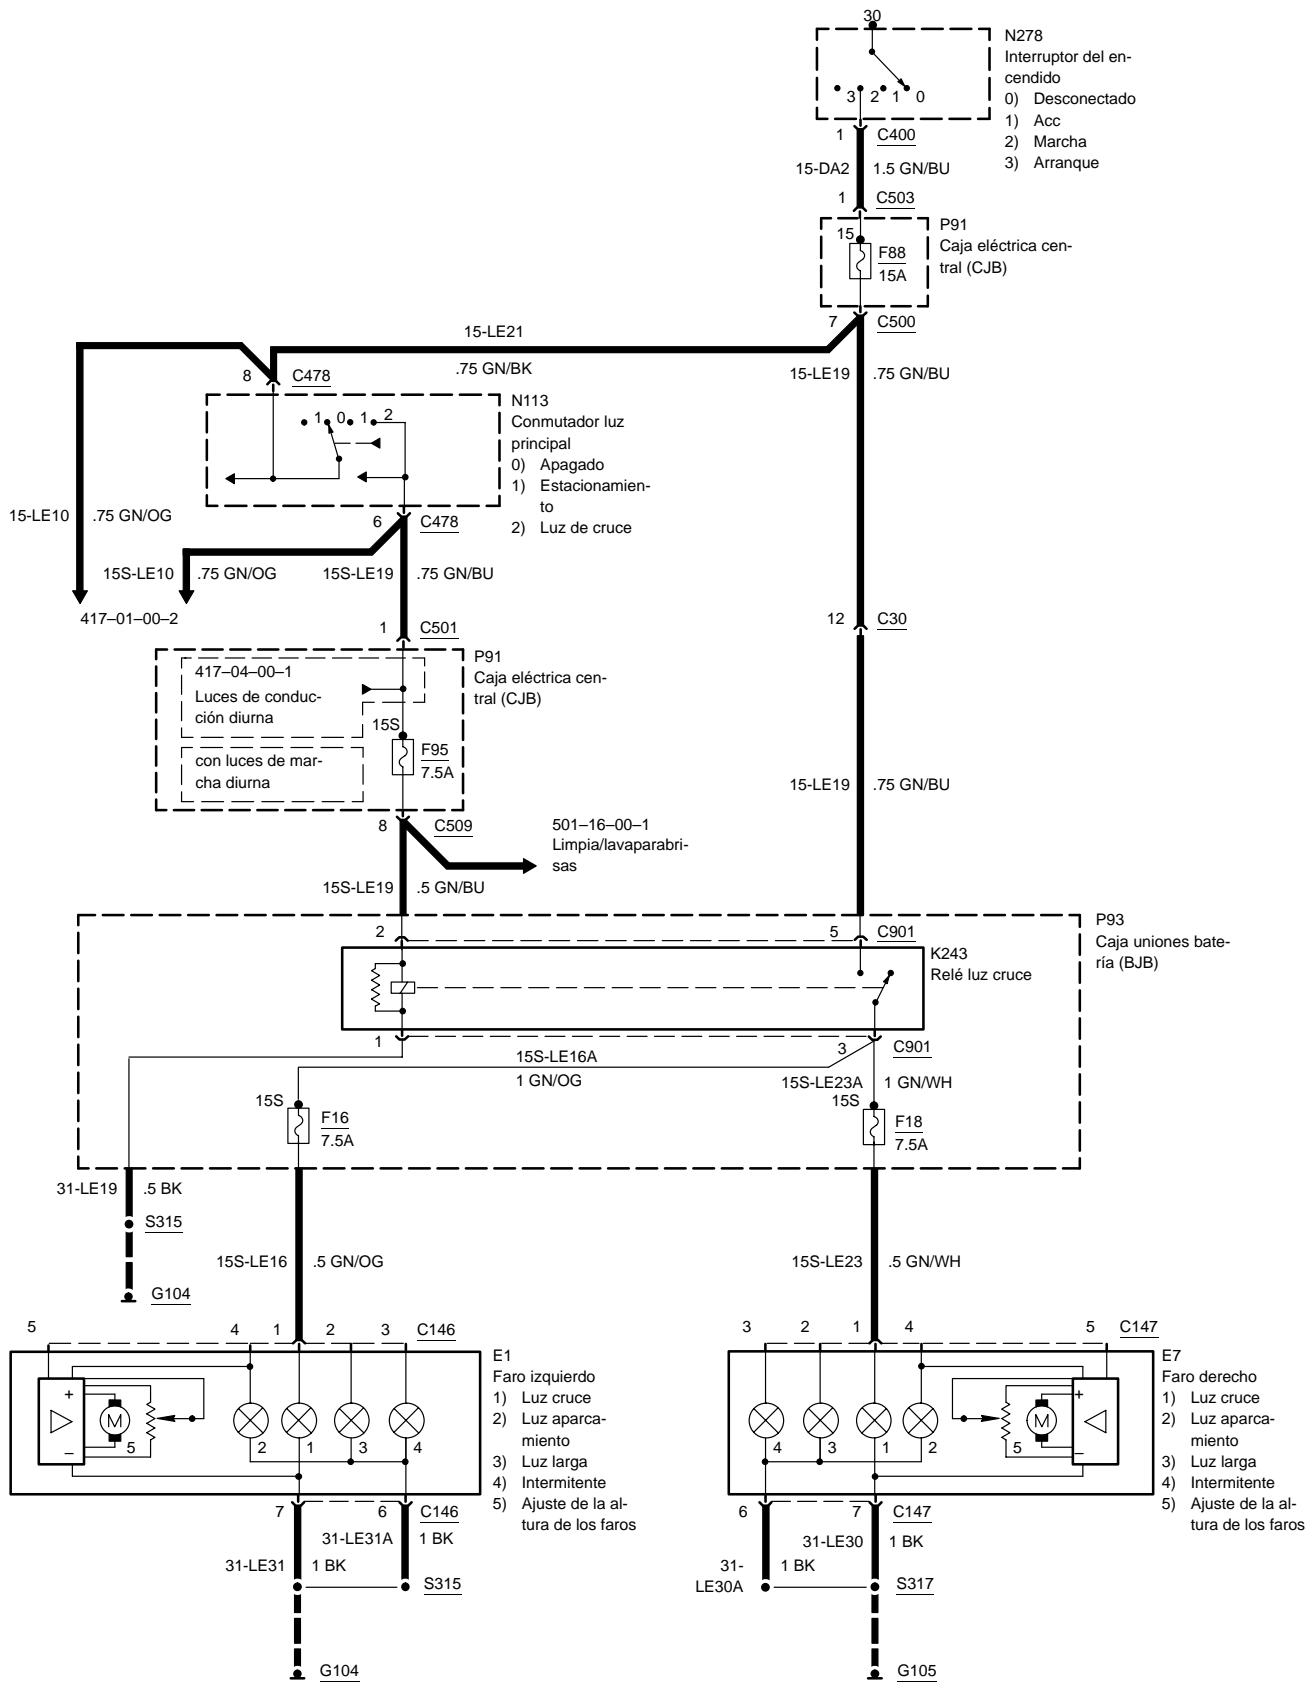 30
N278
Interruptor del en-
cendido
0) Desconectado
1) Acc
2) Marcha
3) Arranque
3 2 1 0
1 C400
15-DA2 1.5 GN/BU
1 C503
P91
Caja eléctrica cen-
tral (CJB)
15
F88
15A
7 C500
15-LE21
.75 GN/BK
15-LE19 .75 GN/BU
8 C478
N113
Conmutador luz
principal
0) Apagado
1) Estacionamien-
to
2) Luz de cruce
1 0 1 2
15-LE10 .75 GN/OG
6 C478
15S-LE10 .75 GN/OG
15S-LE19 .75 GN/BU
417–01–00–2
12 C30
1 C501
P91
Caja eléctrica cen-
tral (CJB)
417–04–00–1
Luces de conduc-
ción diurna
15S
F95
7.5A
con luces de mar-
cha diurna
15-LE19 .75 GN/BU
8 C509
501–16–00–1
Limpia/lavaparabri-
sas
15S-LE19 .5 GN/BU
P93
Caja uniones bate-
ría (BJB)
2 5 C901
K243
Relé luz cruce
1 3 C901
15S-LE16A
1 GN/OG
15S-LE23A 1 GN/WH
15S
F16
7.5A
15S
F18
7.5A
31-LE19 .5 BK
S315
15S-LE16 .5 GN/OG
15S-LE23 .5 GN/WH
G104
5 4 1 2 3 C146
E1
Faro izquierdo
1) Luz cruce
2) Luz aparca-
miento
3) Luz larga
4) Intermitente
5) Ajuste de la al-
tura de los faros
+
M
–
5 2 1 3 4
3 2 1 4 5 C147
E7
Faro derecho
1) Luz cruce
2) Luz aparca-
miento
3) Luz larga
4) Intermitente
5) Ajuste de la al-
tura de los faros
+
M
–
4 3 1 2 5
7 6 C146
31-LE31A 1 BK
31-LE31 1 BK
S315
G104
6 7 C147
31-LE30 1 BK
31-
LE30A
1 BK
S317
G105